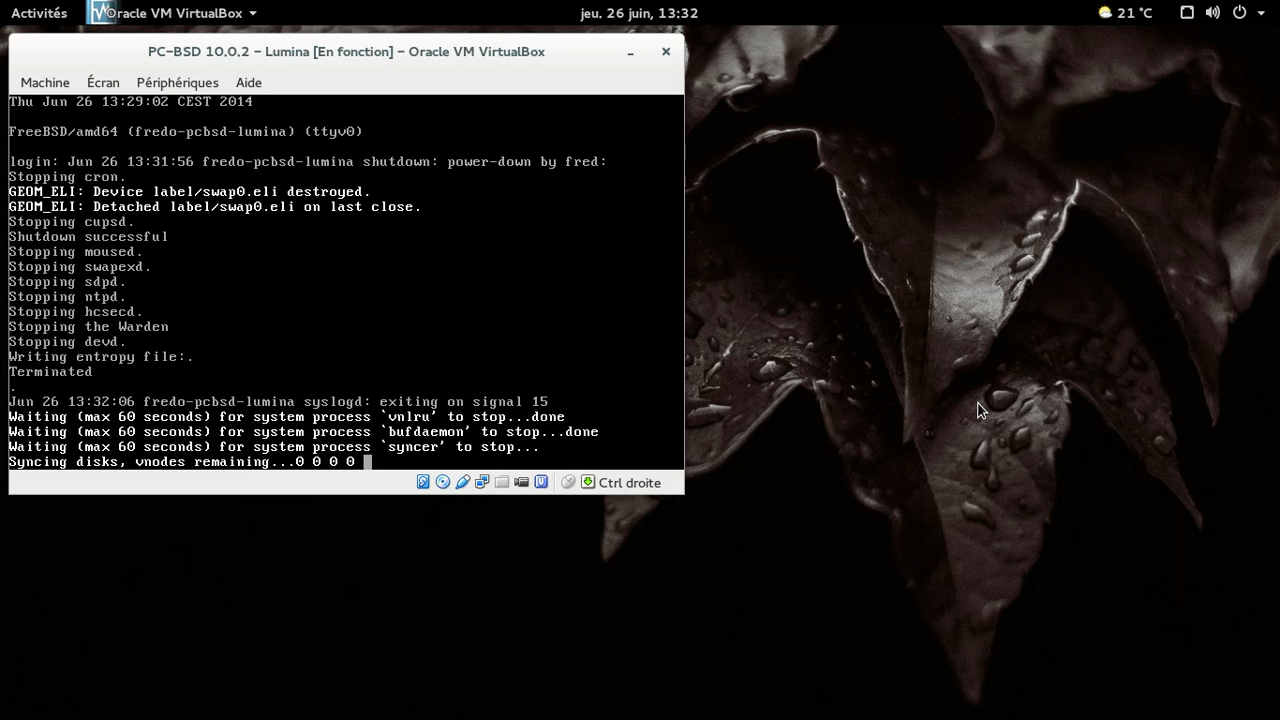 Activités Oracle VM VirtualBox jeu. 26 juin, 13:32 21 °C
PC-BSD 10.0.2 – Lumina [En fonction] – Oracle VM VirtualBox
Machine Écran Périphériques Aide
Thu Jun 26 13:29:02 CEST 2014
FreeBSD/amd64 (fredo-pcbsd-lumina) (ttyv0)
login: Jun 26 13:31:56 fredo-pcbsd-lumina shutdown: power-down by fred:
Stopping cron.
GEOM_ELI: Device label/swap0.eli destroyed.
GEOM_ELI: Detached label/swap0.eli on last close.
Stopping cupsd.
Shutdown successful
Stopping moused.
Stopping swapexd.
Stopping sdpd.
Stopping ntpd.
Stopping hcsecd.
Stopping the Warden
Stopping devd.
Writing entropy file:.
Terminated
.
Jun 26 13:32:06 fredo-pcbsd-lumina syslogd: exiting on signal 15
Waiting (max 60 seconds) for system process `vnlru' to stop...done
Waiting (max 60 seconds) for system process `bufdaemon' to stop...done
Waiting (max 60 seconds) for system process `syncer' to stop...
Syncing disks, vnodes remaining...0 0 0 0
Ctrl droite